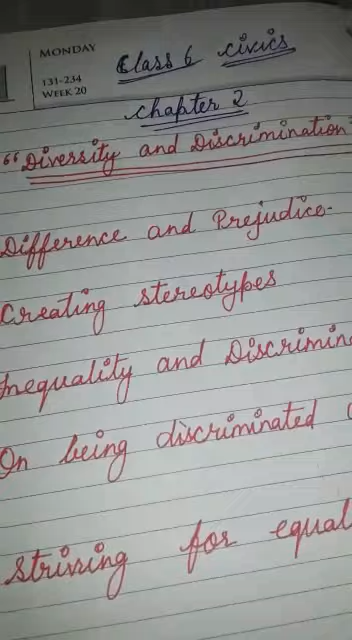 MONDAY
Class 6 civics
131-234
WEEK 20
chapter 2
"Diversity and Discrimination"
Difference and Prejudice.
Creating stereotypes
Inequality and Discrimin
On being discriminated
striving for equal